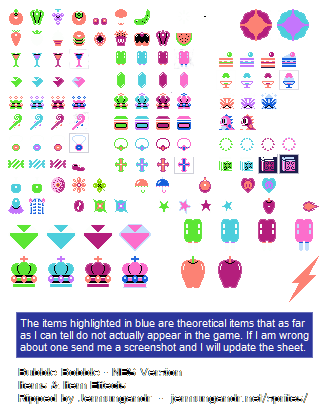 The items highlighted in blue are theoretical items that as far
as I can tell do not actually appear in the game. If I am wrong
about one send me a screenshot and I will update the sheet.
Bubble Bobble - NES Version
Items & Item Effects
Ripped by Jermungandr - jermungandr.net/sprites/